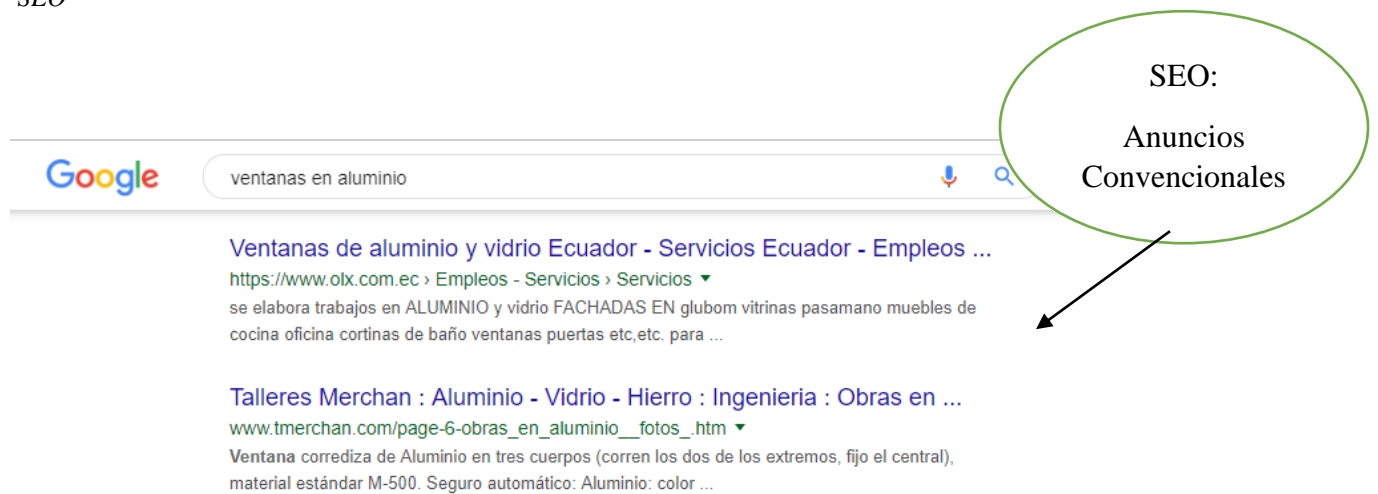 SEO
SEO:
Anuncios
Convencionales
Google
ventanas en aluminio
Ventanas de aluminio y vidrio Ecuador - Servicios Ecuador - Empleos ...
https://www.olx.com.ec › Empleos - Servicios › Servicios ▼
se elabora trabajos en ALUMINIO y vidrio FACHADAS EN glubom vitrinas pasamano muebles de
cocina oficina cortinas de baño ventanas puertas etc,etc. para ...
Talleres Merchan : Aluminio - Vidrio - Hierro : Ingenieria : Obras en ...
www.tmerchan.com/page-6-obras_en_aluminio__fotos_.htm ▼
Ventana corrediza de Aluminio en tres cuerpos (corren los dos de los extremos, fijo el central),
material estándar M-500. Seguro automático: Aluminio: color ...